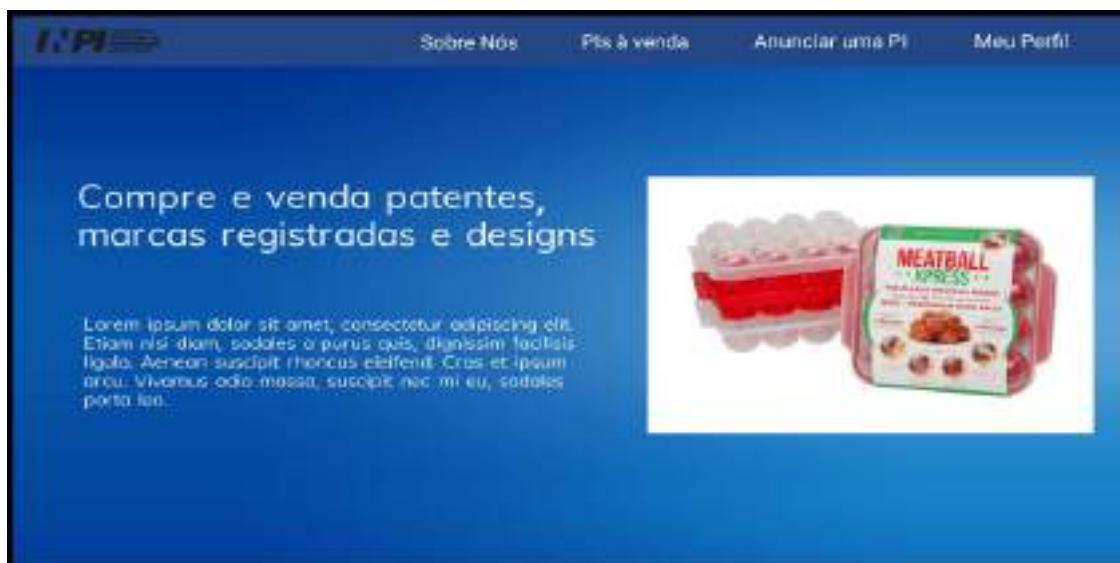 INPI
Sobre Nós
PIs à venda
Anunciar uma PI
Meu Perfil
Compre e venda patentes,
marcas registradas e designs
Lorem ipsum dolor sit amet, consectetur adipiscing elit.
Etiam nisl diam, sodales a purus quis, dignissim facilisis
ligula. Aenean suscipit rhoncus eleifend. Cras et ipsum
arcu. Vivamus odio massa, suscipit nec mi eu, sodales
porta leo.
MEATBALL
XPRESS